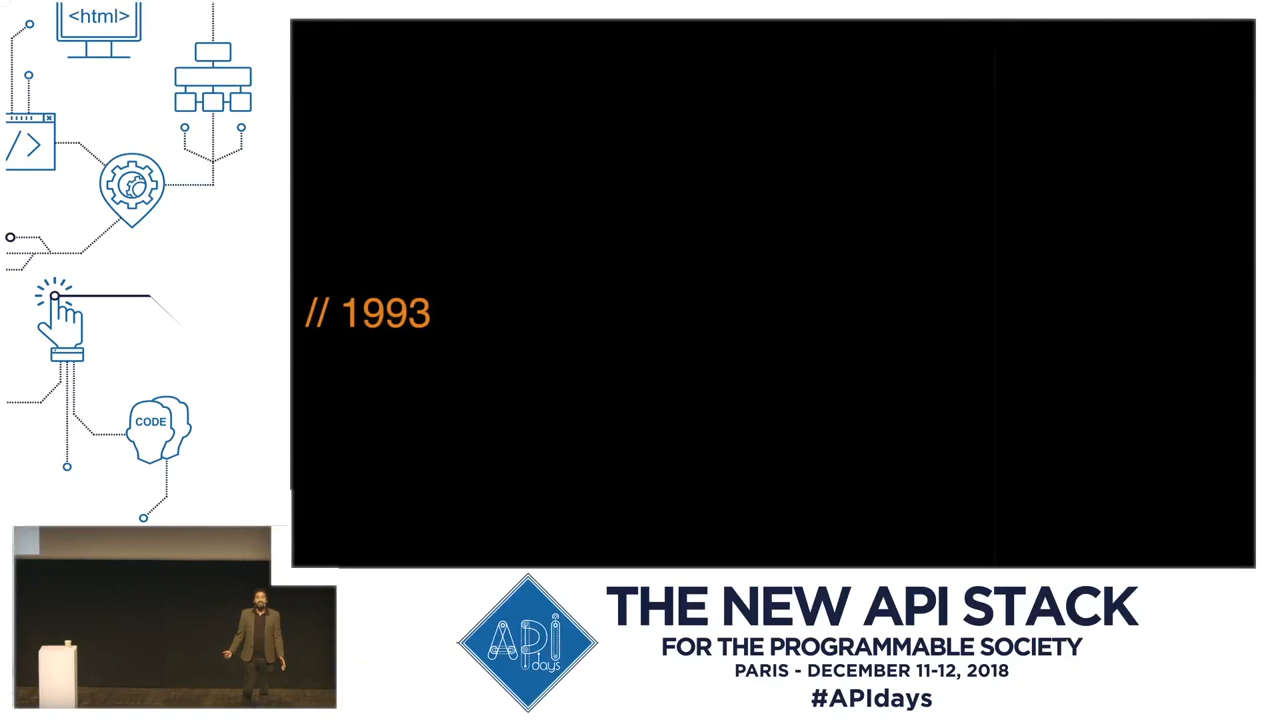 <html>
/>
CODE
// 1993
API
days
THE NEW API STACK
FOR THE PROGRAMMABLE SOCIETY
PARIS - DECEMBER 11-12, 2018
#APIdays